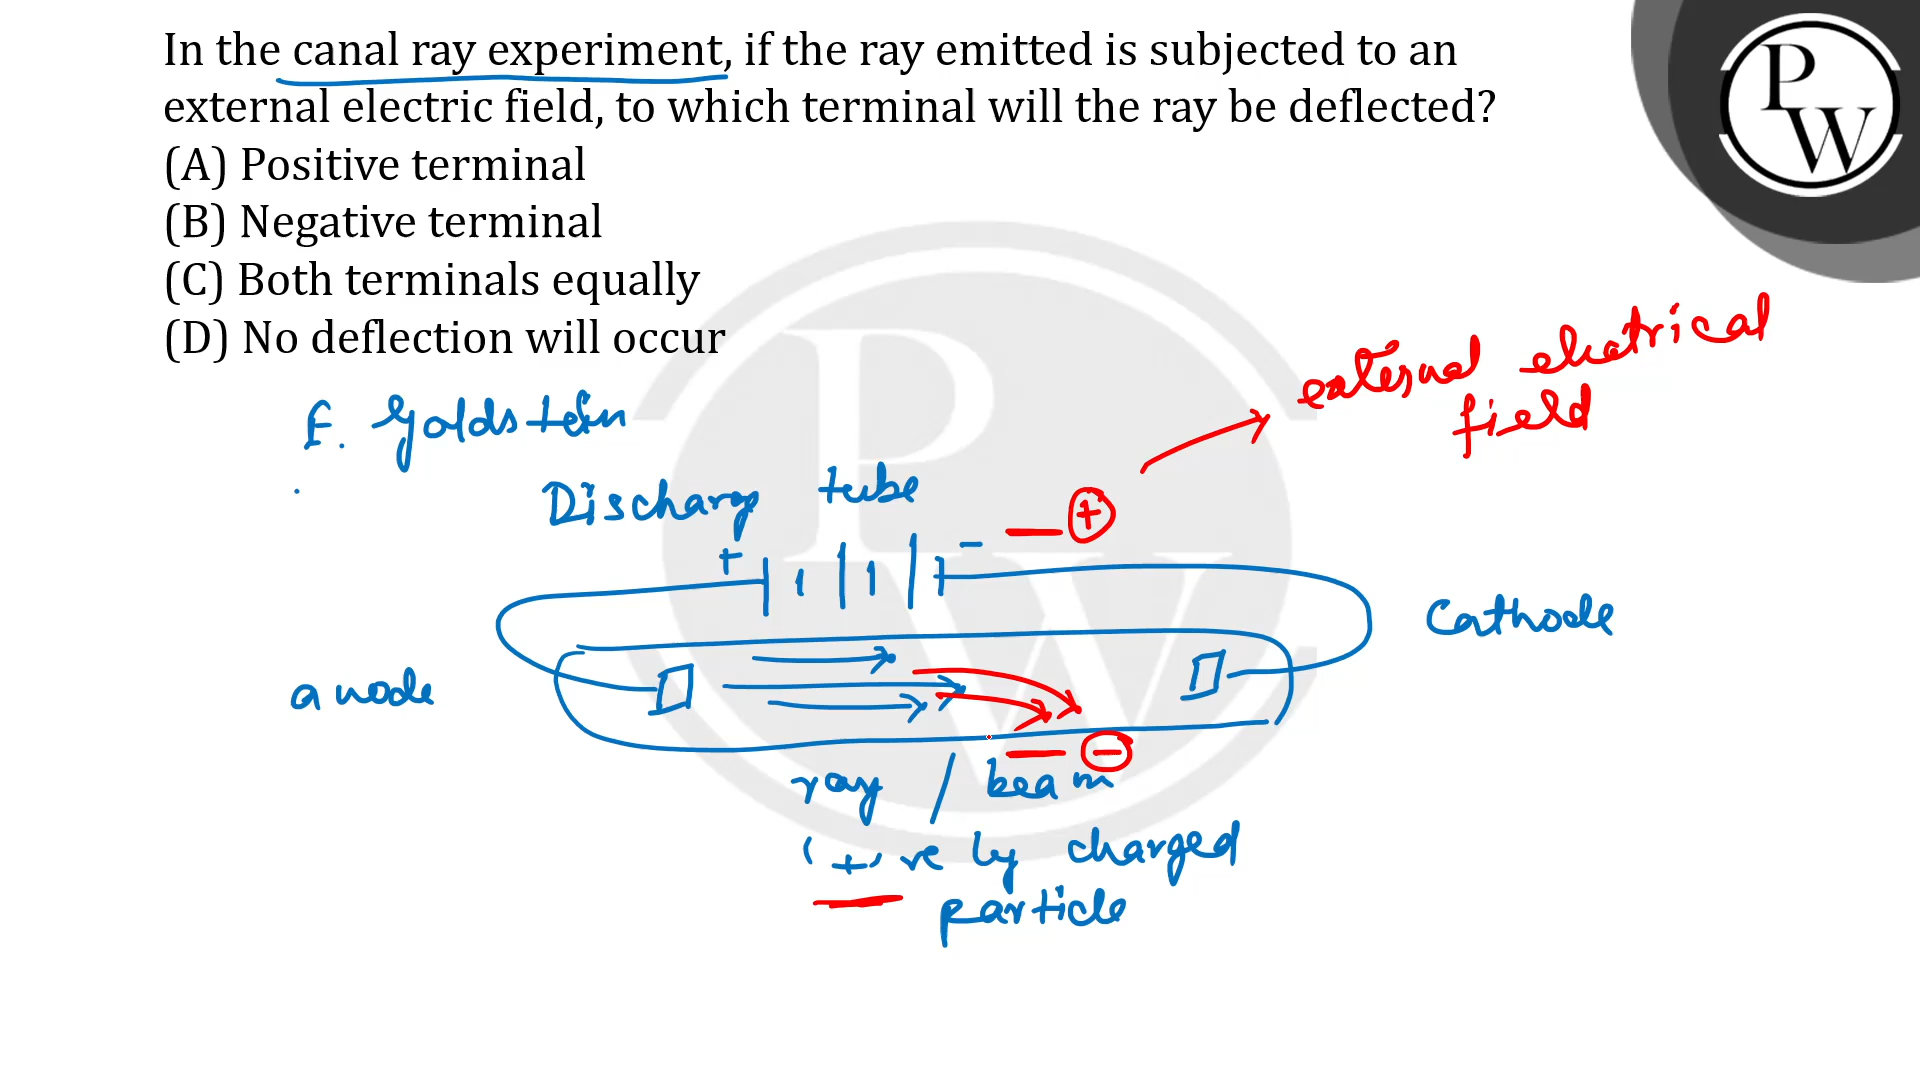 In the canal ray experiment, if the ray emitted is subjected to an
external electric field, to which terminal will the ray be deflected?
(A) Positive terminal
(B) Negative terminal
(C) Both terminals equally
(D) No deflection will occur
PW
external electrical
field
E. Goldstein
Discharge tube
+ − +
Cathode
anode
−
ray / beam
'+'ve ly charged
particle